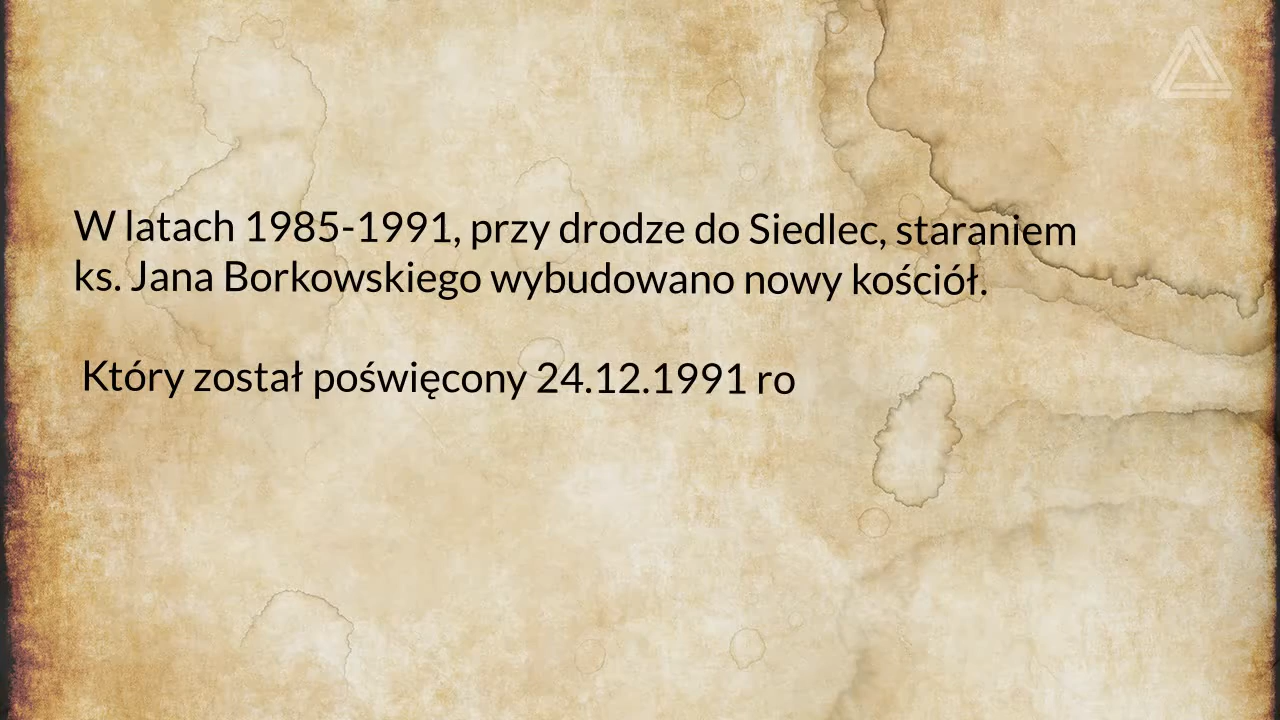 W latach 1985-1991, przy drodze do Siedlec, staraniem
ks. Jana Borkowskiego wybudowano nowy kościół.
Który został poświęcony 24.12.1991 ro